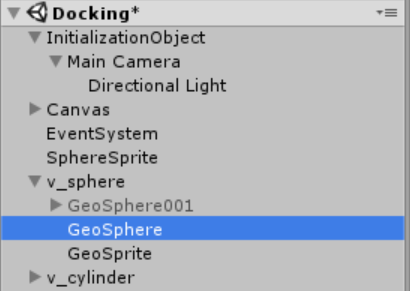 Docking*
InitializationObject
Main Camera
Directional Light
Canvas
EventSystem
SphereSprite
v_sphere
GeoSphere001
GeoSphere
GeoSprite
v_cylinder